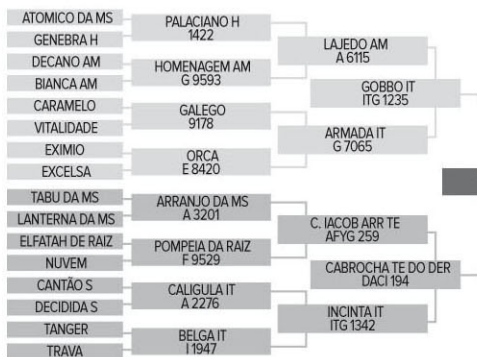 ATOMICO DA MS
GENEBRA H
DECANO AM
BIANCA AM
CARAMELO
VITALIDADE
EXIMIO
EXCELSA
TABU DA MS
LANTERNA DA MS
ELFATAH DE RAIZ
NUVEM
CANTÃO S
DECIDIDA S
TANGER
TRAVA
PALACIANO H
1422
HOMENAGEM AM
G 9593
GALEGO
9178
ORCA
E 8420
ARRANJO DA MS
A 3201
POMPEIA DA RAIZ
F 9529
CALIGULA IT
A 2276
BELGA IT
I 1947
LAJEDO AM
A 6115
ARMADA IT
G 7065
C. IACOB ARR TE
AFYG 259
INCINTA IT
ITG 1342
GOBBO IT
ITG 1235
CABROCHA TE DO DER
DACI 194